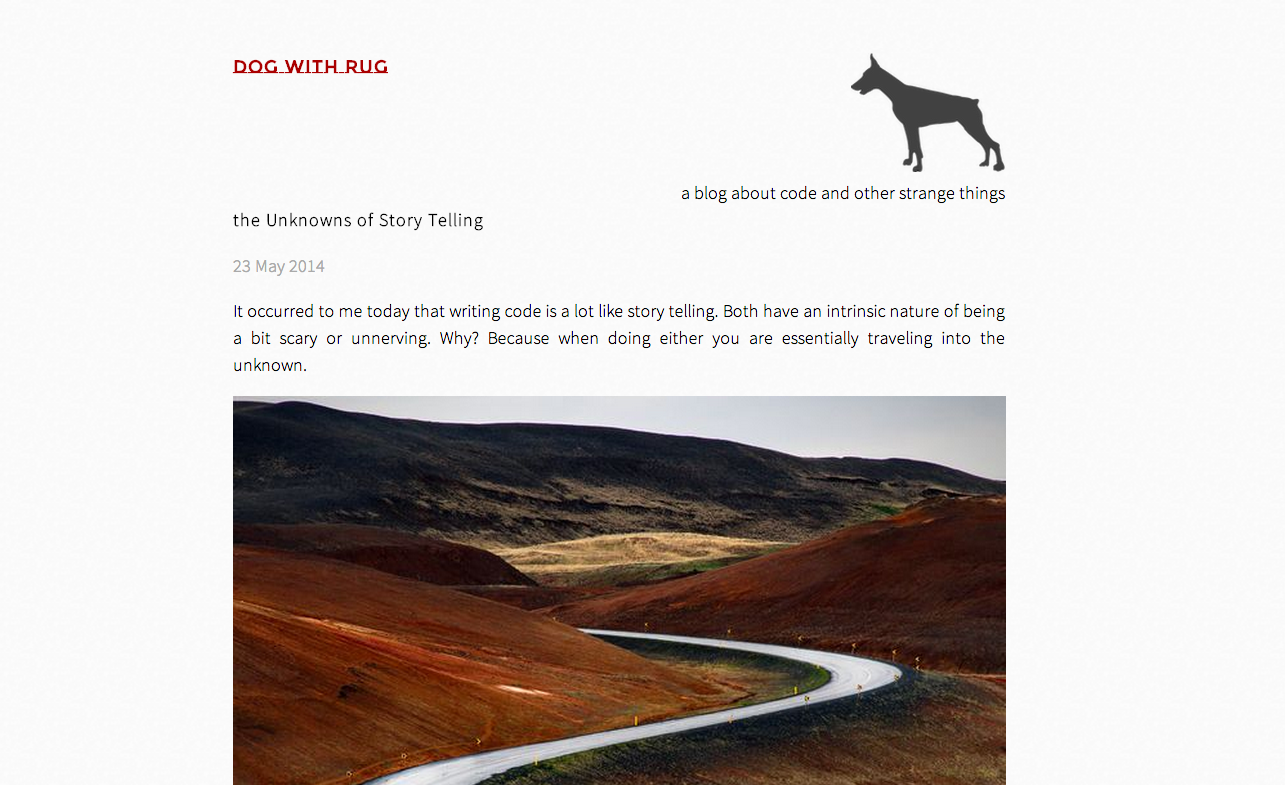 DOG WITH RUG
a blog about code and other strange things
the Unknowns of Story Telling
23 May 2014
It occurred to me today that writing code is a lot like story telling. Both have an intrinsic nature of being
a bit scary or unnerving. Why? Because when doing either you are essentially traveling into the
unknown.